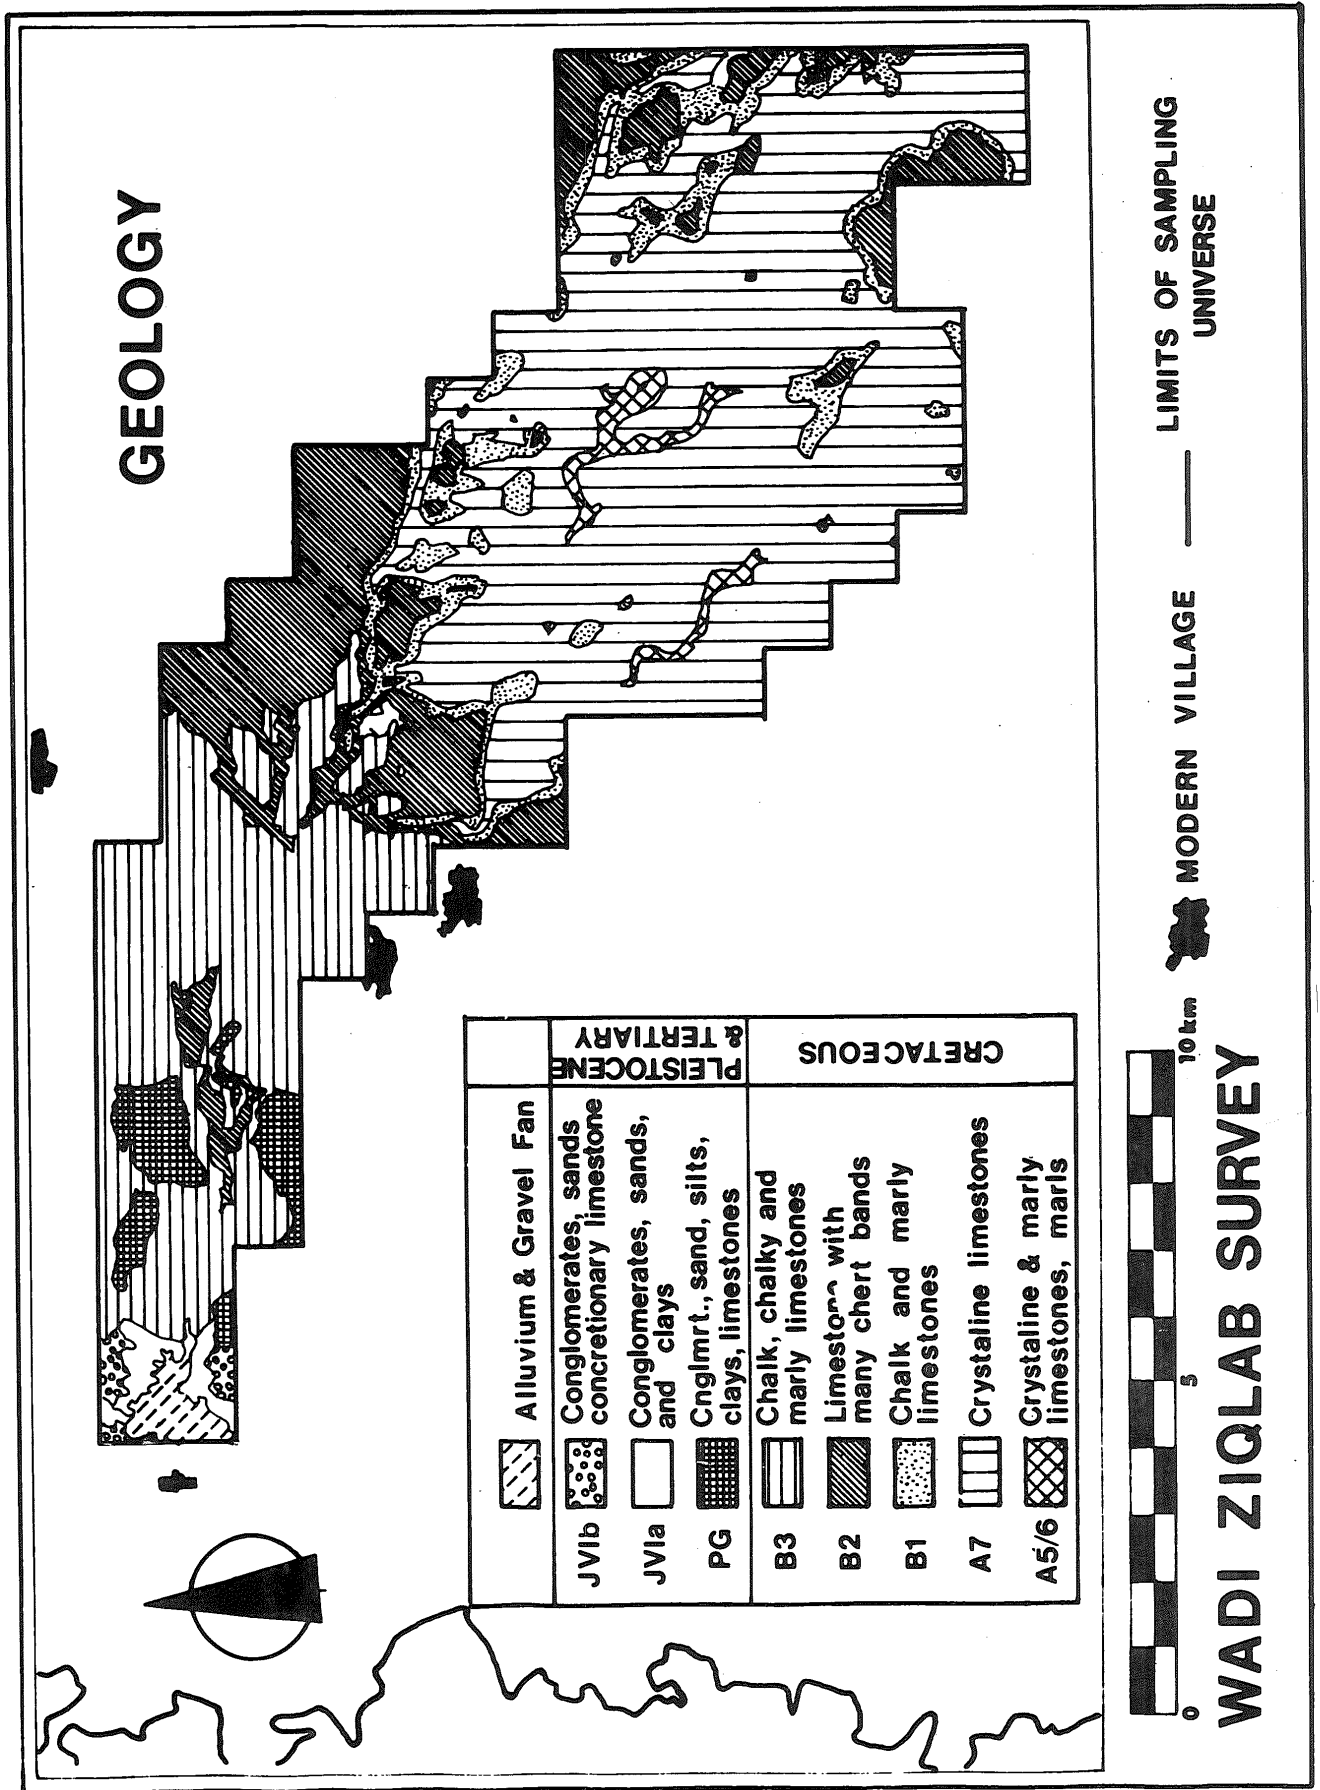 GEOLOGY
Alluvium & Gravel Fan
JVIb
Conglomerates, sands
concretionary limestone
JVIa
Conglomerates, sands,
and clays
PG
Cnglmrt., sand, silts,
clays, limestones
PLEISTOCENE
& TERTIARY
B3
Chalk, chalky and
marly limestones
B2
Limestone with
many chert bands
B1
Chalk and marly
limestones
A7
Crystaline limestones
A5/6
Crystaline & marly
limestones, marls
CRETACEOUS
0
5
10km
MODERN VILLAGE
LIMITS OF SAMPLING
UNIVERSE
WADI ZIQLAB SURVEY